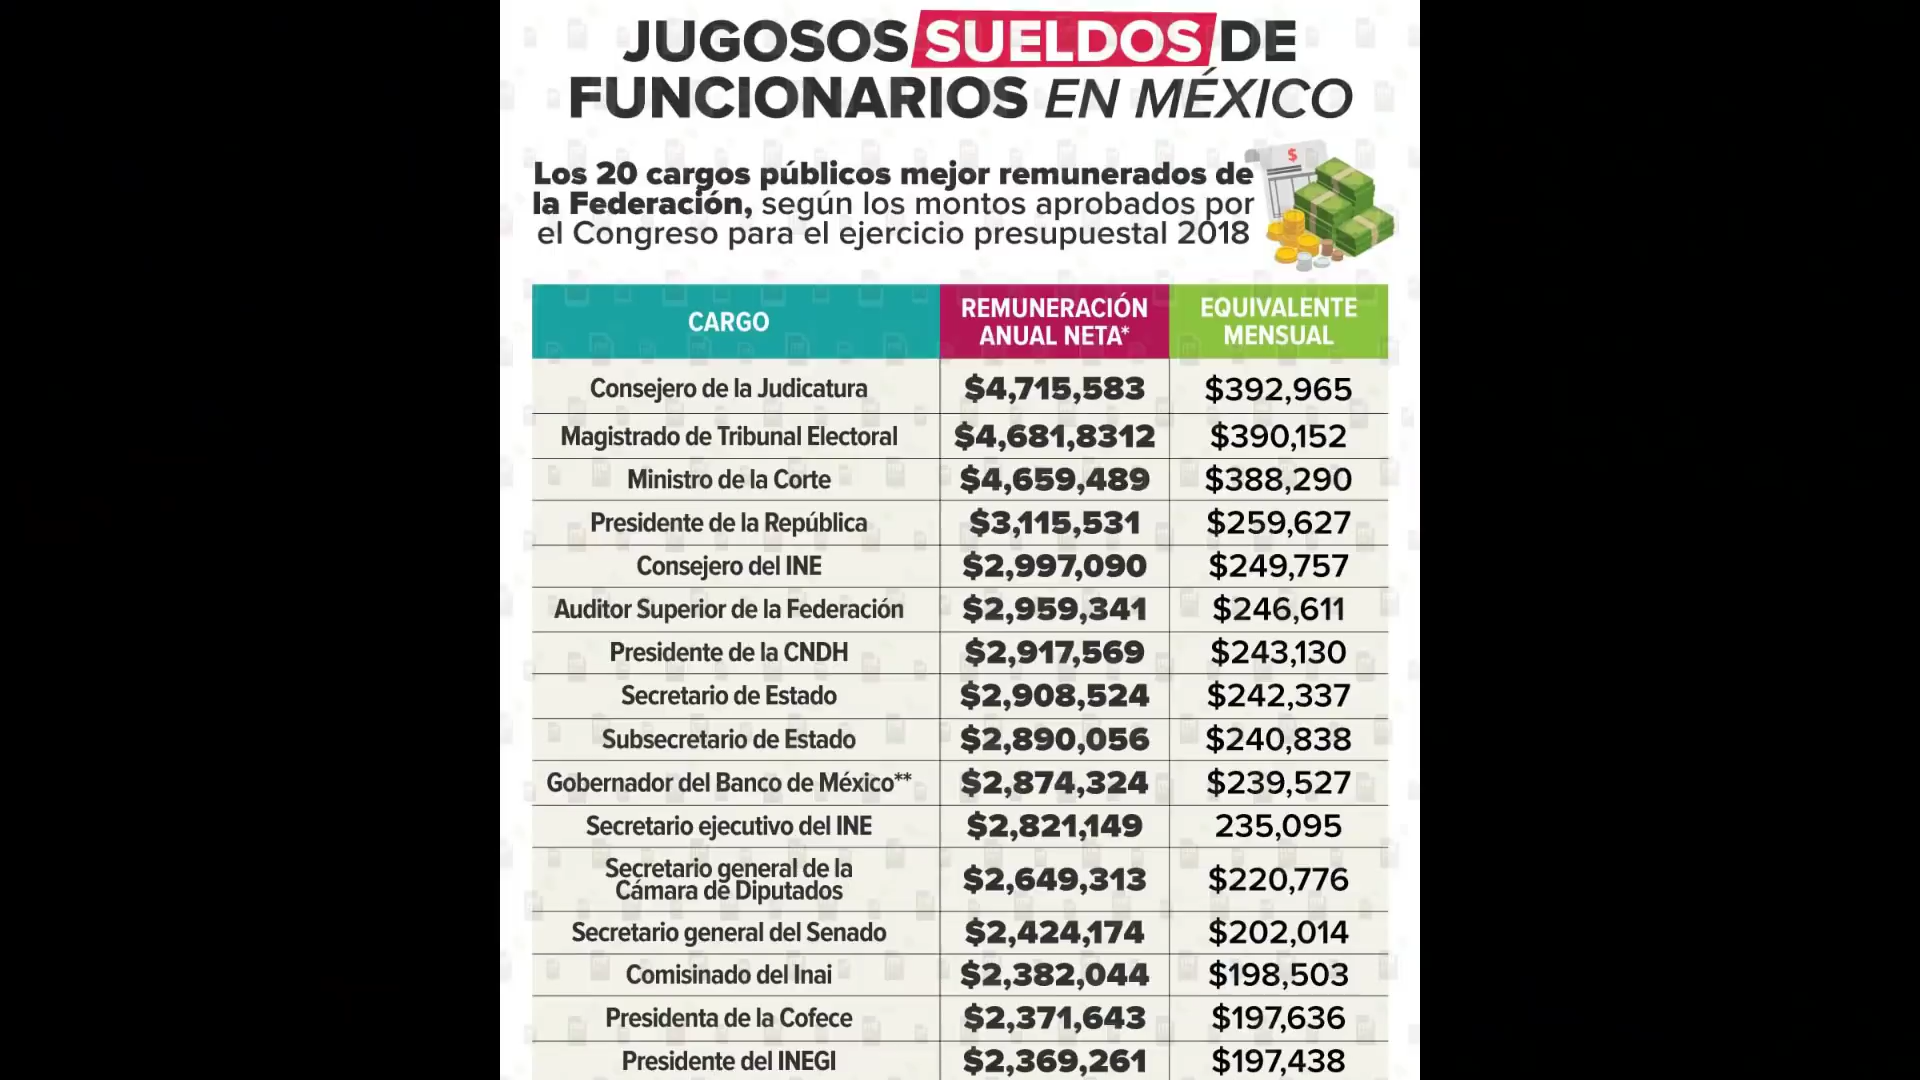 JUGOSOS SUELDOS DE
FUNCIONARIOS EN MÉXICO
Los 20 cargos públicos mejor remunerados de
la Federación, según los montos aprobados por
el Congreso para el ejercicio presupuestal 2018
$
CARGO REMUNERACIÓN ANUAL NETA* EQUIVALENTE MENSUAL
Consejero de la Judicatura $4,715,583 $392,965
Magistrado de Tribunal Electoral $4,681,8312 $390,152
Ministro de la Corte $4,659,489 $388,290
Presidente de la República $3,115,531 $259,627
Consejero del INE $2,997,090 $249,757
Auditor Superior de la Federación $2,959,341 $246,611
Presidente de la CNDH $2,917,569 $243,130
Secretario de Estado $2,908,524 $242,337
Subsecretario de Estado $2,890,056 $240,838
Gobernador del Banco de México** $2,874,324 $239,527
Secretario ejecutivo del INE $2,821,149 235,095
Secretario general de la
Cámara de Diputados $2,649,313 $220,776
Secretario general del Senado $2,424,174 $202,014
Comisinado del Inai $2,382,044 $198,503
Presidenta de la Cofece $2,371,643 $197,636
Presidente del INEGI $2,369,261 $197,438